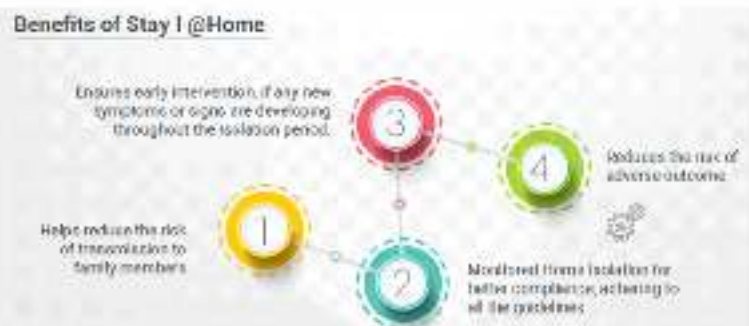 Benefits of Stay I @Home
1
Helps reduce the risk
of transmission to
family members
2
Monitored Home Isolation for
better compliance, adhering to
all the guidelines
3
Ensures early intervention, if any new
symptoms or signs are developing
throughout the isolation period.
4
Reduces the risk of
adverse outcome